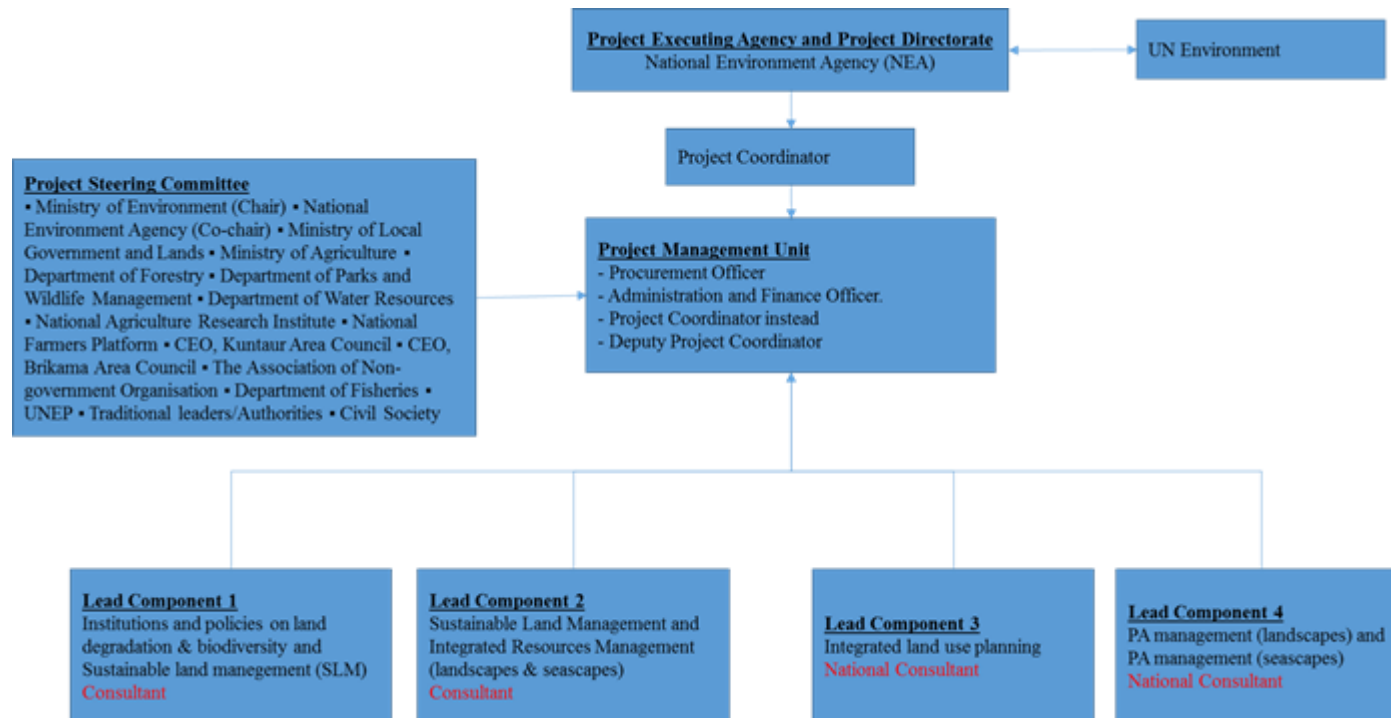 Project Executing Agency and Project Directorate
National Environment Agency (NEA)
UN Environment
Project Coordinator
Project Steering Committee
▪ Ministry of Environment (Chair) ▪ National
Environment Agency (Co-chair) ▪ Ministry of Local
Government and Lands ▪ Ministry of Agriculture ▪
Department of Forestry ▪ Department of Parks and
Wildlife Management ▪ Department of Water Resources
▪ National Agriculture Research Institute ▪ National
Farmers Platform ▪ CEO, Kuntaur Area Council ▪ CEO,
Brikama Area Council ▪ The Association of Non-
government Organisation ▪ Department of Fisheries ▪
UNEP ▪ Traditional leaders/Authorities ▪ Civil Society
Project Management Unit
- Procurement Officer
- Administration and Finance Officer.
- Project Coordinator instead
- Deputy Project Coordinator
Lead Component 1
Institutions and policies on land
degradation & biodiversity and
Sustainable land manegement (SLM)
Consultant
Lead Component 2
Sustainable Land Management and
Integrated Resources Management
(landscapes & seascapes)
Consultant
Lead Component 3
Integrated land use planning
National Consultant
Lead Component 4
PA management (landscapes) and
PA management (seascapes)
National Consultant